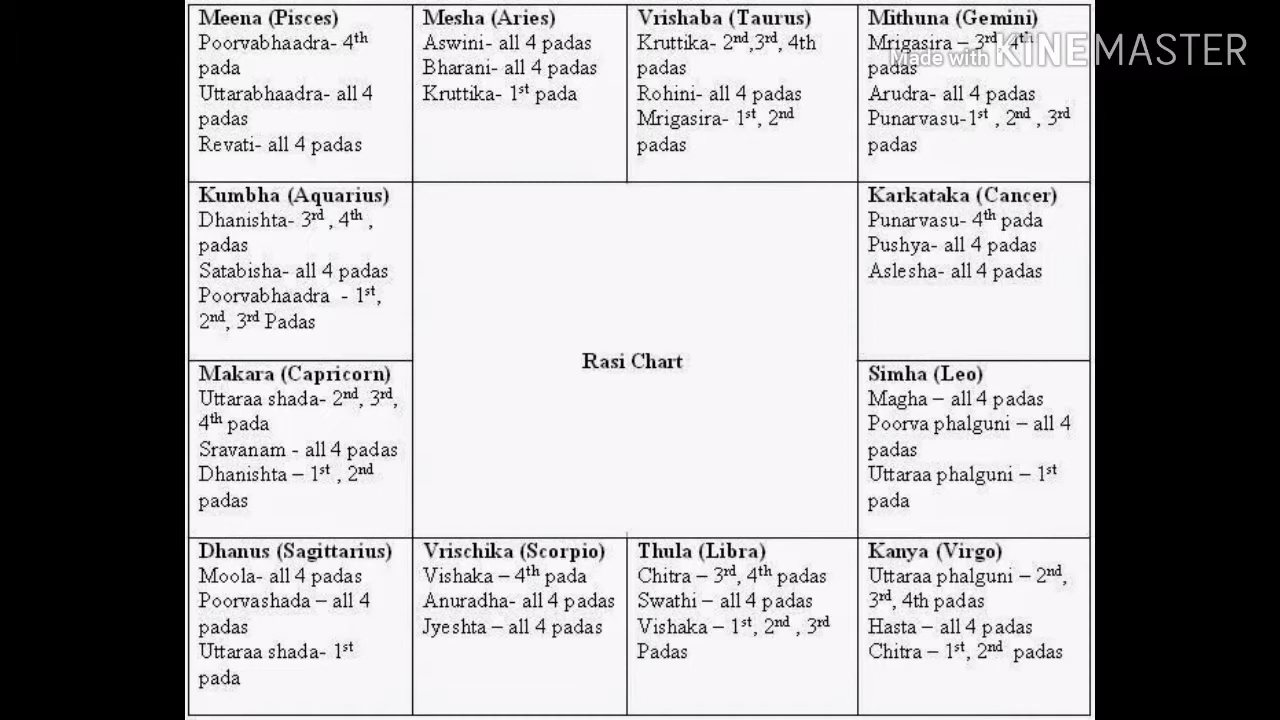 Meena (Pisces)
Poorvabhaadra- 4th
pada
Uttarabhaadra- all 4
padas
Revati- all 4 padas
Mesha (Aries)
Aswini- all 4 padas
Bharani- all 4 padas
Kruttika- 1st pada
Vrishaba (Taurus)
Kruttika- 2nd,3rd, 4th
padas
Rohini- all 4 padas
Mrigasira- 1st, 2nd
padas
Mithuna (Gemini)
Mrigasira – 3rd, 4th
padas
Arudra- all 4 padas
Punarvasu-1st , 2nd , 3rd
padas
Made with KINEMASTER
Kumbha (Aquarius)
Dhanishta- 3rd , 4th ,
padas
Satabisha- all 4 padas
Poorvabhaadra - 1st,
2nd, 3rd Padas
Karkataka (Cancer)
Punarvasu- 4th pada
Pushya- all 4 padas
Aslesha- all 4 padas
Rasi Chart
Makara (Capricorn)
Uttaraa shada- 2nd, 3rd,
4th pada
Sravanam - all 4 padas
Dhanishta – 1st , 2nd
padas
Simha (Leo)
Magha – all 4 padas
Poorva phalguni – all 4
padas
Uttaraa phalguni – 1st
pada
Dhanus (Sagittarius)
Moola- all 4 padas
Poorvashada – all 4
padas
Uttaraa shada- 1st
pada
Vrischika (Scorpio)
Vishaka – 4th pada
Anuradha- all 4 padas
Jyeshta – all 4 padas
Thula (Libra)
Chitra – 3rd, 4th padas
Swathi – all 4 padas
Vishaka – 1st, 2nd , 3rd
Padas
Kanya (Virgo)
Uttaraa phalguni – 2nd,
3rd, 4th padas
Hasta – all 4 padas
Chitra – 1st, 2nd padas